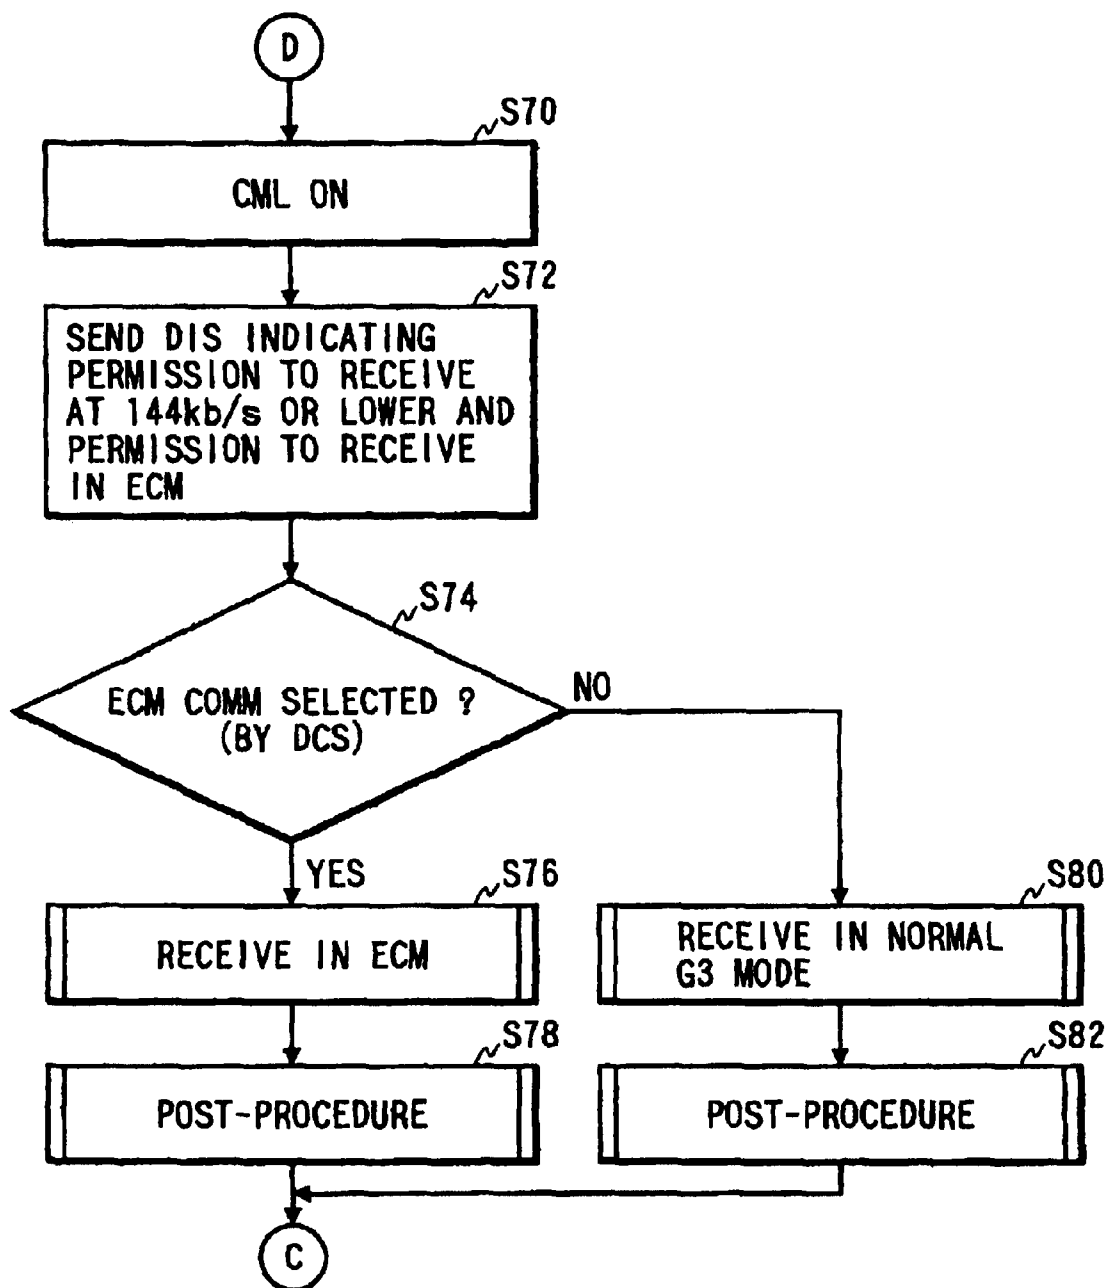 D
S70
CML ON
S72
SEND DIS INDICATING
PERMISSION TO RECEIVE
AT 144kb/s OR LOWER AND
PERMISSION TO RECEIVE
IN ECM
S74
ECM COMM SELECTED ?
(BY DCS)
NO
YES
S76
RECEIVE IN ECM
S80
RECEIVE IN NORMAL
G3 MODE
S78
POST-PROCEDURE
S82
POST-PROCEDURE
C